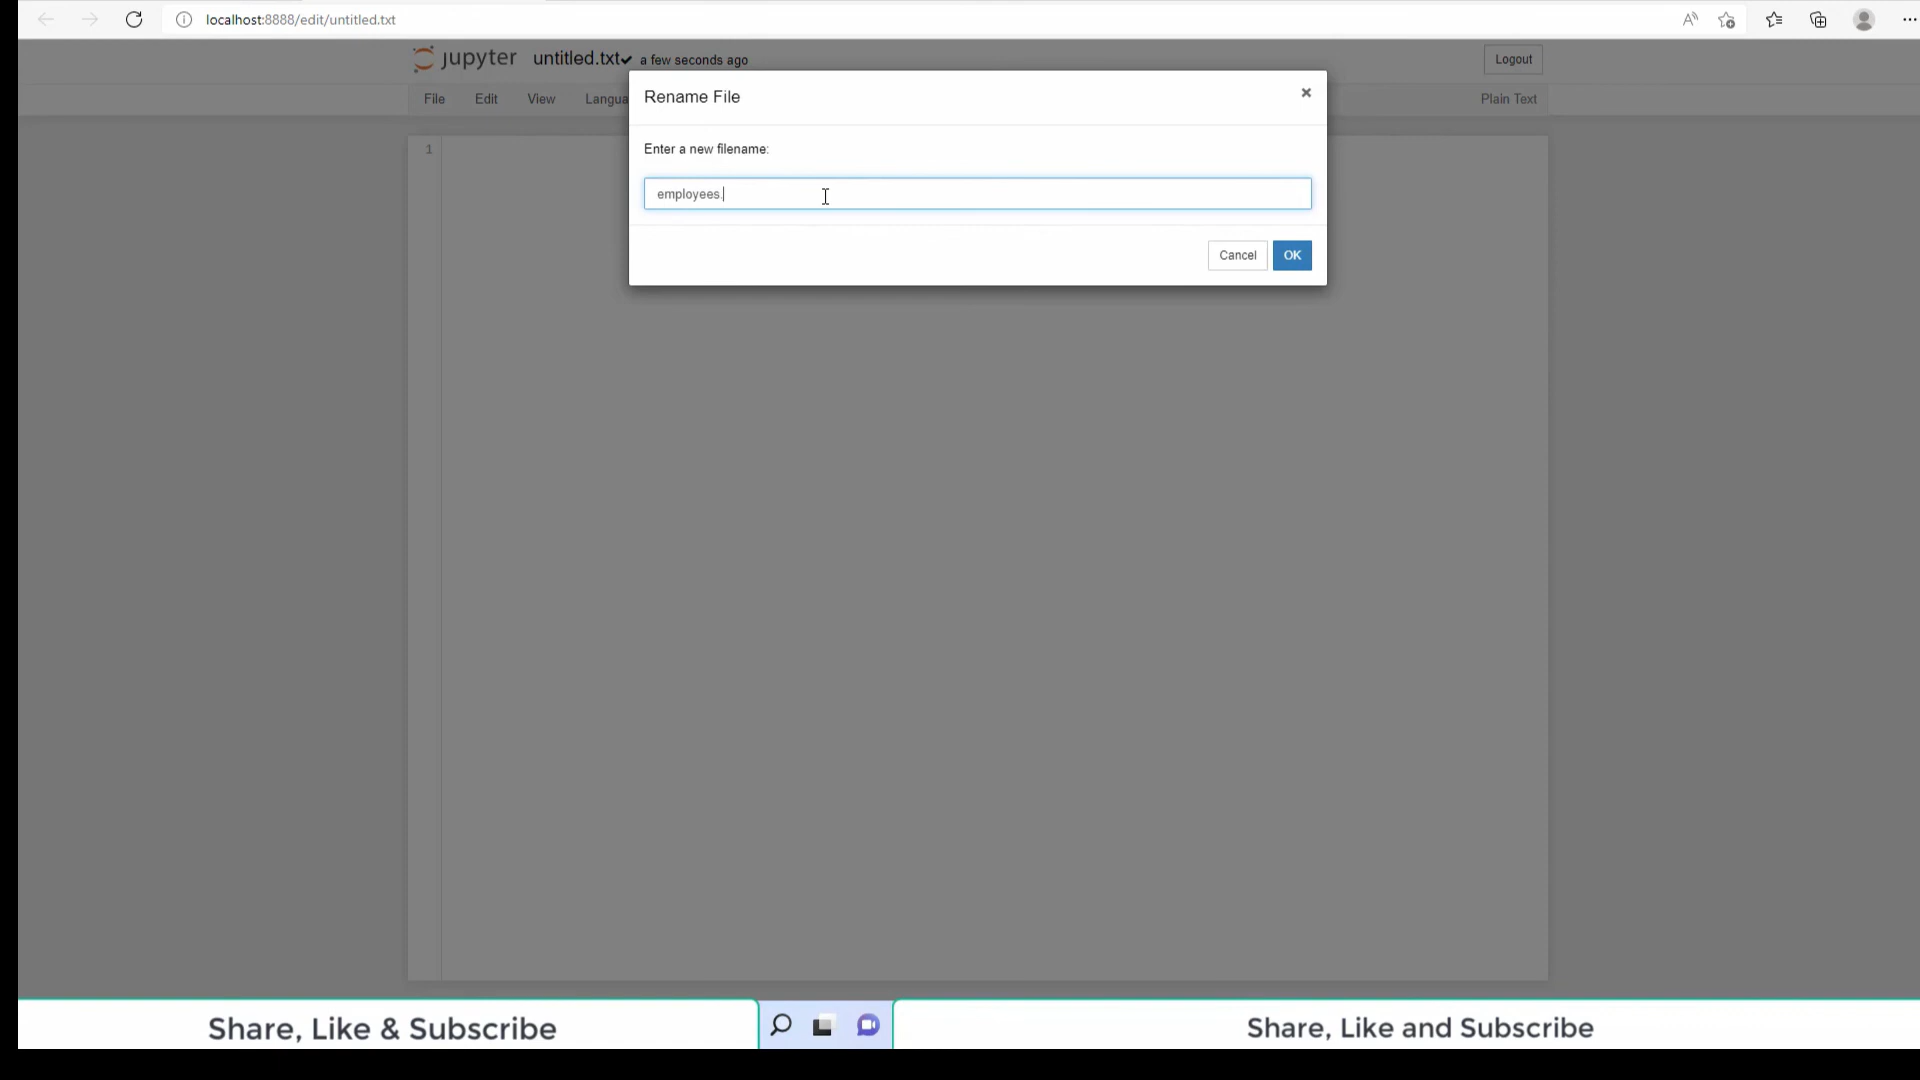 localhost:8888/edit/untitled.txt
jupyter untitled.txt a few seconds ago
Logout
File Edit View Langua
Plain Text
Rename File
Enter a new filename:
employees.
Cancel OK
1
Share, Like & Subscribe
Share, Like and Subscribe